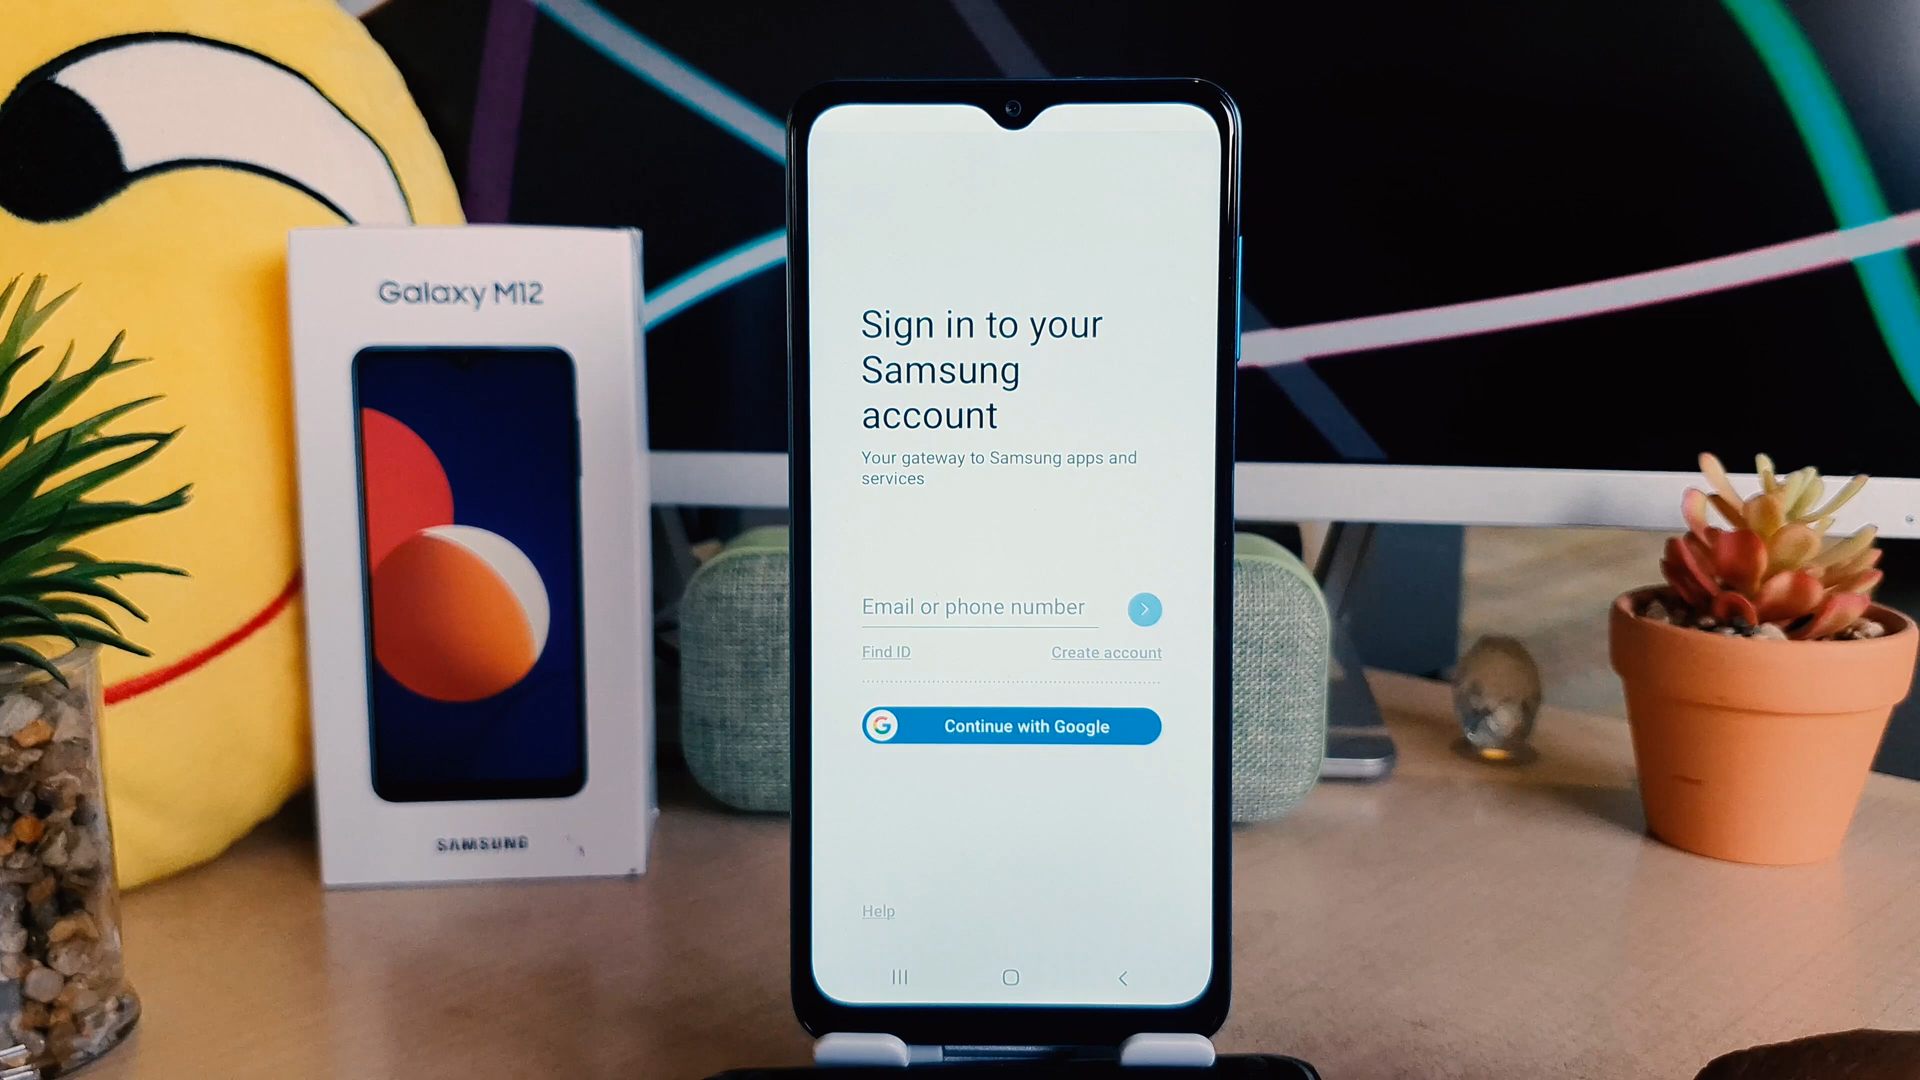 Galaxy M12
SAMSUNG
Sign in to your
Samsung
account
Your gateway to Samsung apps and
services
Email or phone number
Find ID
Create account
G
Continue with Google
Help